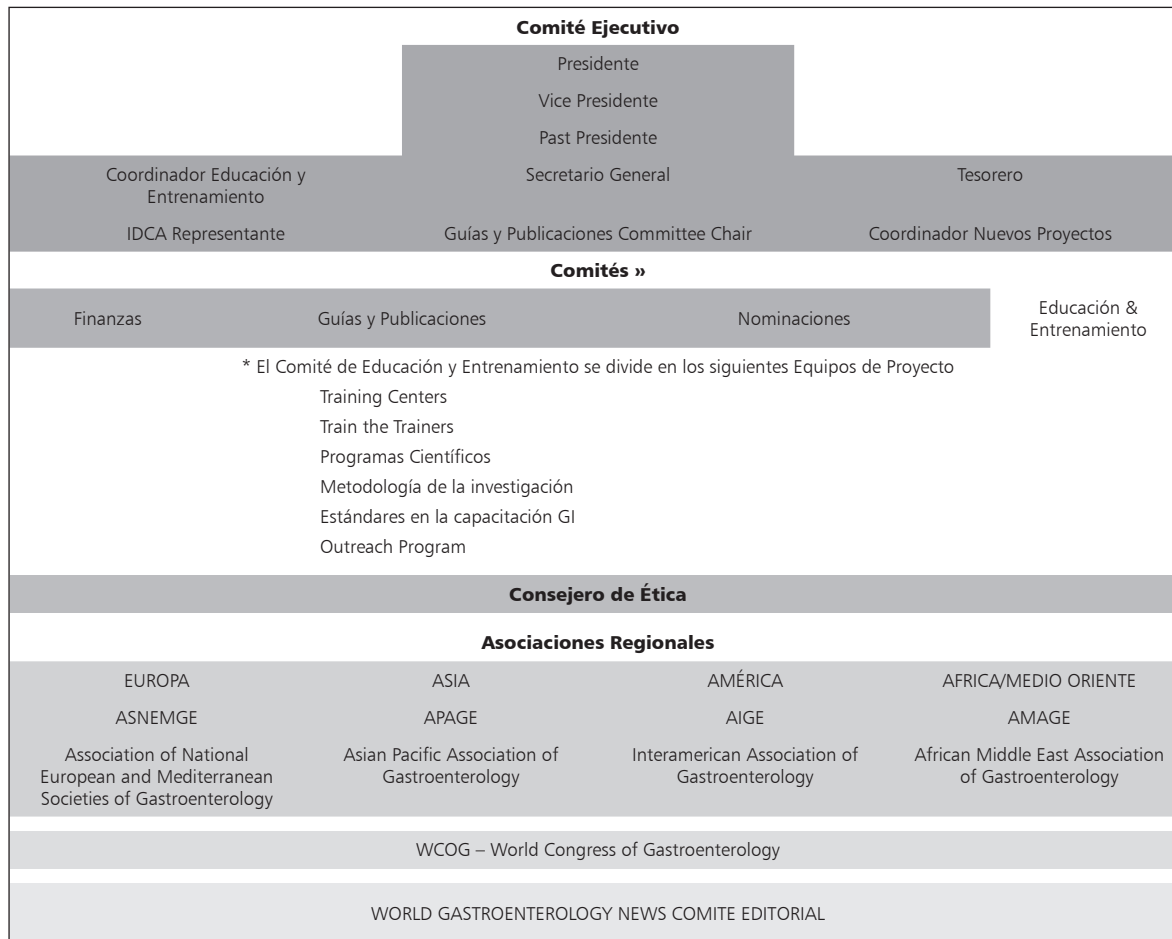 Comité Ejecutivo
Presidente
Vice Presidente
Past Presidente
Coordinador Educación y
Entrenamiento
Secretario General
Tesorero
IDCA Representante
Guías y Publicaciones Committee Chair
Coordinador Nuevos Proyectos
Comités »
Finanzas
Guías y Publicaciones
Nominaciones
Educación &
Entrenamiento
* El Comité de Educación y Entrenamiento se divide en los siguientes Equipos de Proyecto
Training Centers
Train the Trainers
Programas Científicos
Metodología de la investigación
Estándares en la capacitación GI
Outreach Program
Consejero de Ética
Asociaciones Regionales
EUROPA
ASIA
AMÉRICA
AFRICA/MEDIO ORIENTE
ASNEMGE
APAGE
AIGE
AMAGE
Association of National
European and Mediterranean
Societies of Gastroenterology
Asian Pacific Association of
Gastroenterology
Interamerican Association of
Gastroenterology
African Middle East Association
of Gastroenterology
WCOG – World Congress of Gastroenterology
WORLD GASTROENTEROLOGY NEWS COMITE EDITORIAL